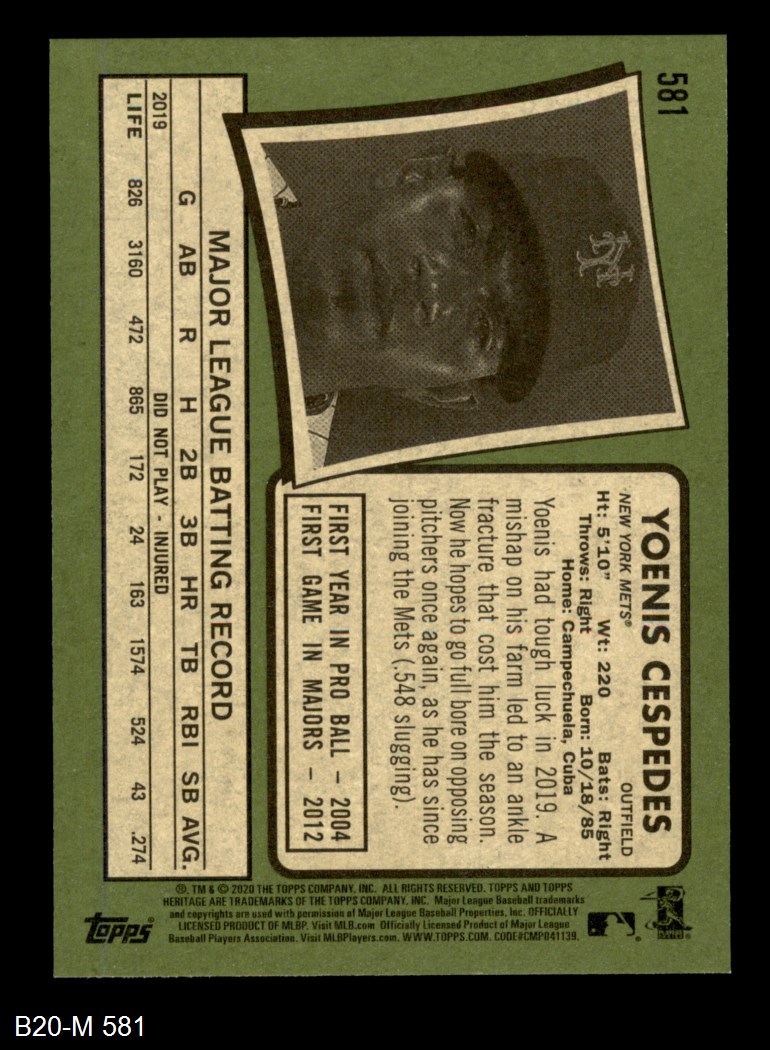 581
YOENIS CESPEDES
NEW YORK METS® OUTFIELD
Ht: 5'10" Wt: 220 Bats: Right
Throws: Right Born: 10/18/85
Home: Campechuela, Cuba
Yoenis had tough luck in 2019. A
mishap on his farm led to an ankle
fracture that cost him the season.
Now he hopes to go full bore on opposing
pitchers once again, as he has since
joining the Mets (.548 slugging).
FIRST YEAR IN PRO BALL – 2004
FIRST GAME IN MAJORS – 2012
MAJOR LEAGUE BATTING RECORD
G AB R H 2B 3B HR TB RBI SB AVG.
2019 DID NOT PLAY - INJURED
LIFE 826 3160 472 865 172 24 163 1574 524 43 .274
®, TM & © 2020 THE TOPPS COMPANY, INC. ALL RIGHTS RESERVED. TOPPS AND TOPPS
HERITAGE ARE TRADEMARKS OF THE TOPPS COMPANY, INC. Major League Baseball trademarks
and copyrights are used with permission of Major League Baseball Properties, Inc. OFFICIALLY
LICENSED PRODUCT OF MLBP. Visit MLB.com Officially Licensed Product of Major League
Baseball Players Association. Visit MLBPlayers.com. WWW.TOPPS.COM. CODE#CMP041139.
topps
B20-M 581